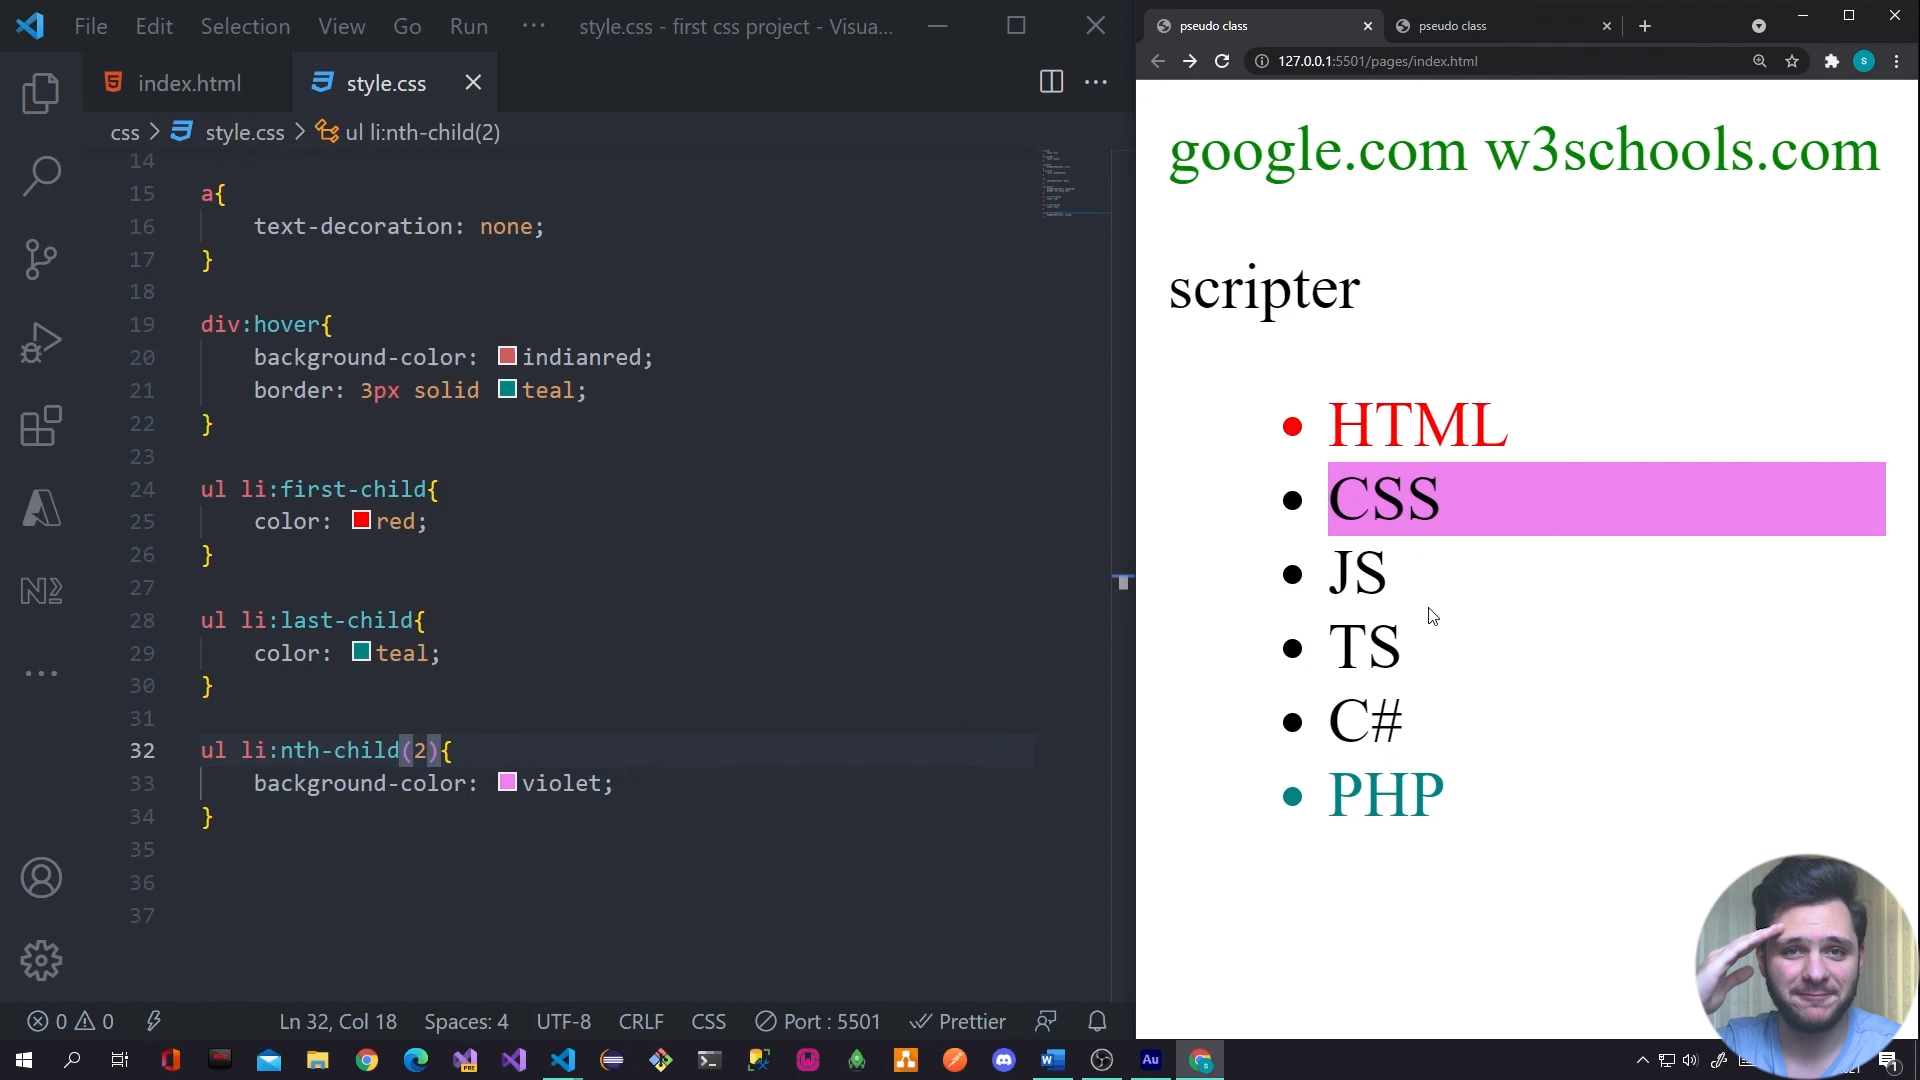 File Edit Selection View Go Run ··· style.css - first css project - Visua...
index.html
style.css
css > style.css > ul li:nth-child(2)
14
15 a{
16 text-decoration: none;
17 }
18
19 div:hover{
20 background-color: indianred;
21 border: 3px solid teal;
22 }
23
24 ul li:first-child{
25 color: red;
26 }
27
28 ul li:last-child{
29 color: teal;
30 }
31
32 ul li:nth-child(2){
33 background-color: violet;
34 }
35
36
37
0 0 Ln 32, Col 18 Spaces: 4 UTF-8 CRLF CSS Port : 5501 Prettier
pseudo class
pseudo class
127.0.0.1:5501/pages/index.html
S
google.com w3schools.com
scripter
HTML
CSS
JS
TS
C#
PHP
PRE
Au
1